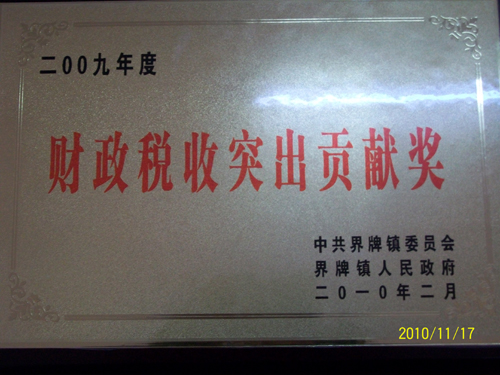 二00九年度
财政税收突出贡献奖
中共界牌镇委员会
界牌镇人民政府
二0一0年二月
2010/11/17